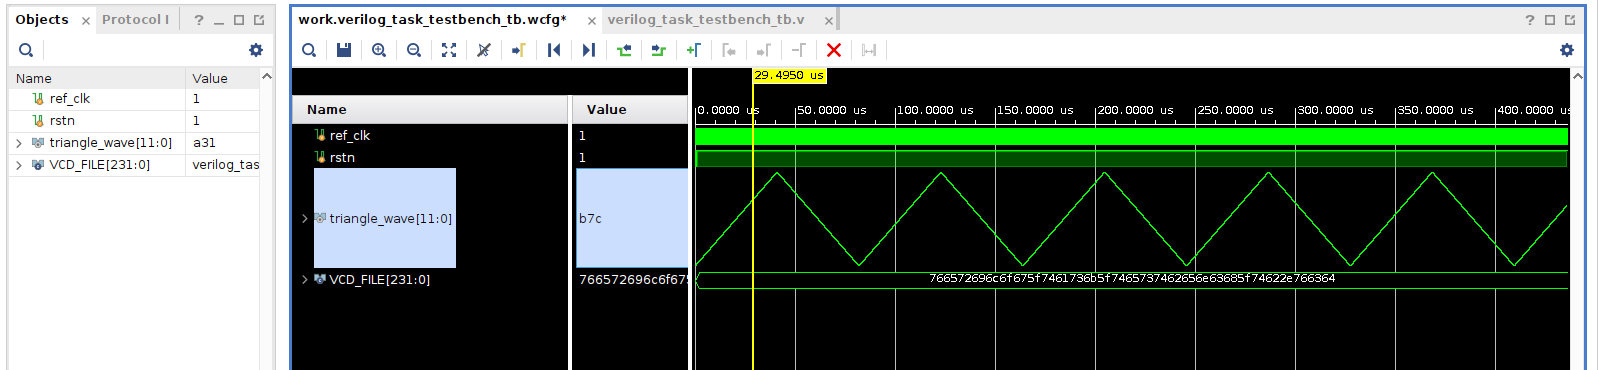 Objects × Protocol I ? _
Name Value
ref_clk 1
rstn 1
triangle_wave[11:0] a31
VCD_FILE[231:0] verilog_tas
work.verilog_task_testbench_tb.wcfg* × verilog_task_testbench_tb.v × ?
29.4950 us
Name Value
0.0000 us 50.0000 us 100.0000 us 150.0000 us 200.0000 us 250.0000 us 300.0000 us 350.0000 us 400.0000 us
ref_clk 1
rstn 1
triangle_wave[11:0] b7c
VCD_FILE[231:0] 766572696c6f675 766572696c6f675f7461736b5f7465737462656e63685f74622e766364